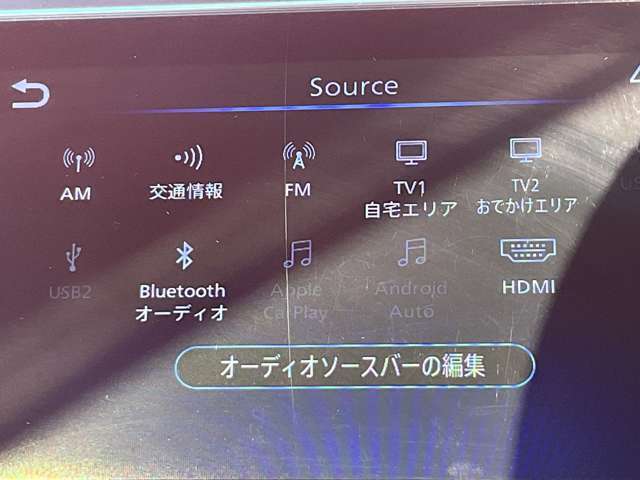 Source
AM 交通情報 FM TV1 TV2
自宅エリア おでかけエリア
USB2 Bluetooth Apple Android HDMI
オーディオ CarPlay Auto
オーディオソースバーの編集